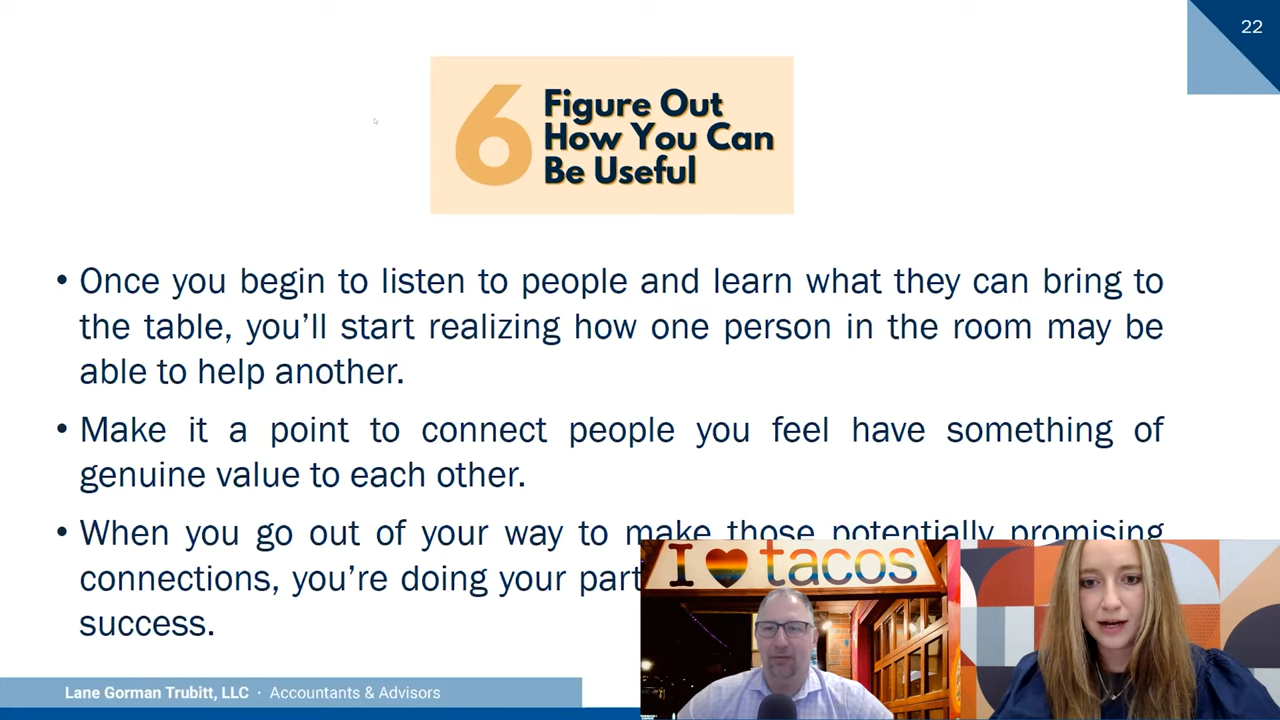 22
6 Figure Out
How You Can
Be Useful
• Once you begin to listen to people and learn what they can bring to
the table, you’ll start realizing how one person in the room may be
able to help another.
• Make it a point to connect people you feel have something of
genuine value to each other.
• When you go out of your way to make those potentially promising
connections, you’re doing your part
success.
I ♥ tacos
Lane Gorman Trubitt, LLC · Accountants & Advisors